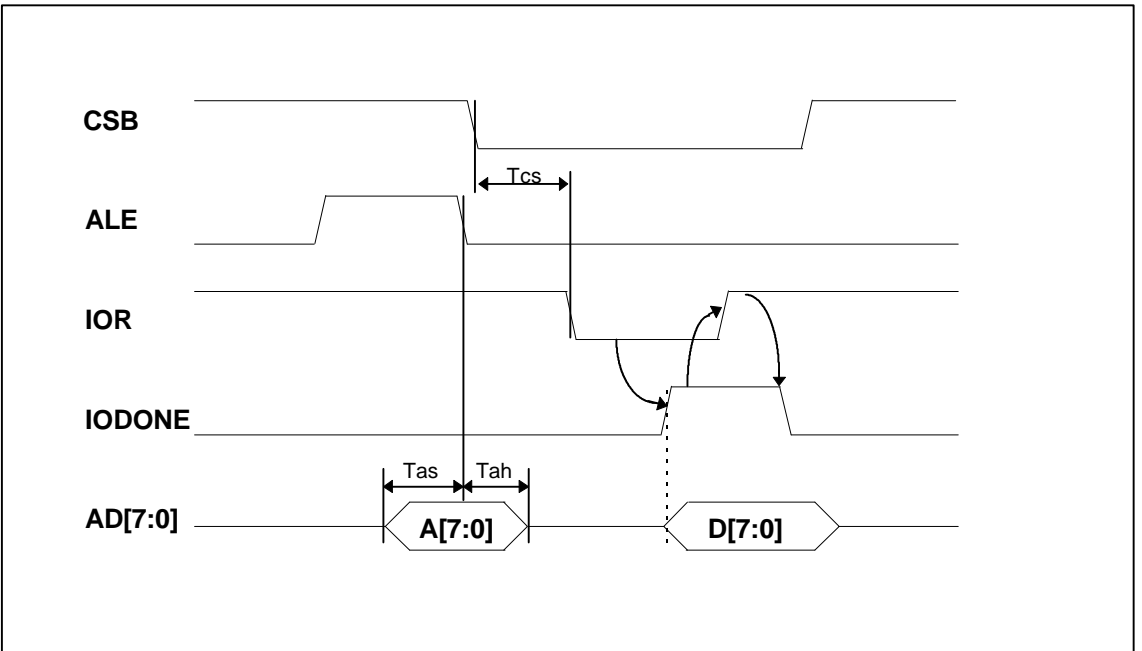 CSB
Tcs
ALE
IOR
IODONE
Tas Tah
AD[7:0] A[7:0] D[7:0]